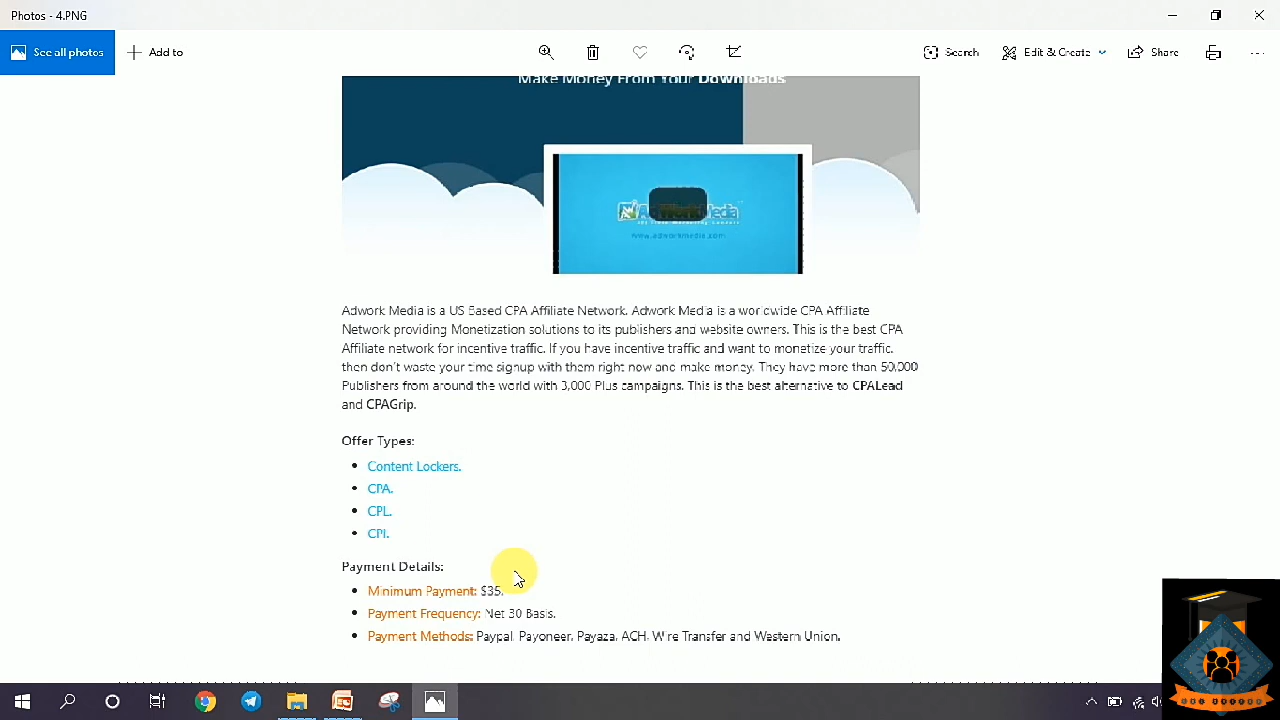 Photos - 4.PNG
See all photos
Add to
Search
Edit & Create
Share
Make Money From Your Downloads
www.adworkmedia.com
Adwork Media is a US Based CPA Affiliate Network. Adwork Media is a worldwide CPA Affiliate
Network providing Monetization solutions to its publishers and website owners. This is the best CPA
Affiliate network for incentive traffic. If you have incentive traffic and want to monetize your traffic.
then don't waste your time signup with them right now and make money. They have more than 50,000
Publishers from around the world with 3,000 Plus campaigns. This is the best alternative to CPALead
and CPAGrip.
Offer Types:
Content Lockers.
CPA.
CPL.
CPI.
Payment Details:
Minimum Payment: $35.
Payment Frequency: Net 30 Basis.
Payment Methods: Paypal, Payoneer, Payaza, ACH, Wire Transfer and Western Union.